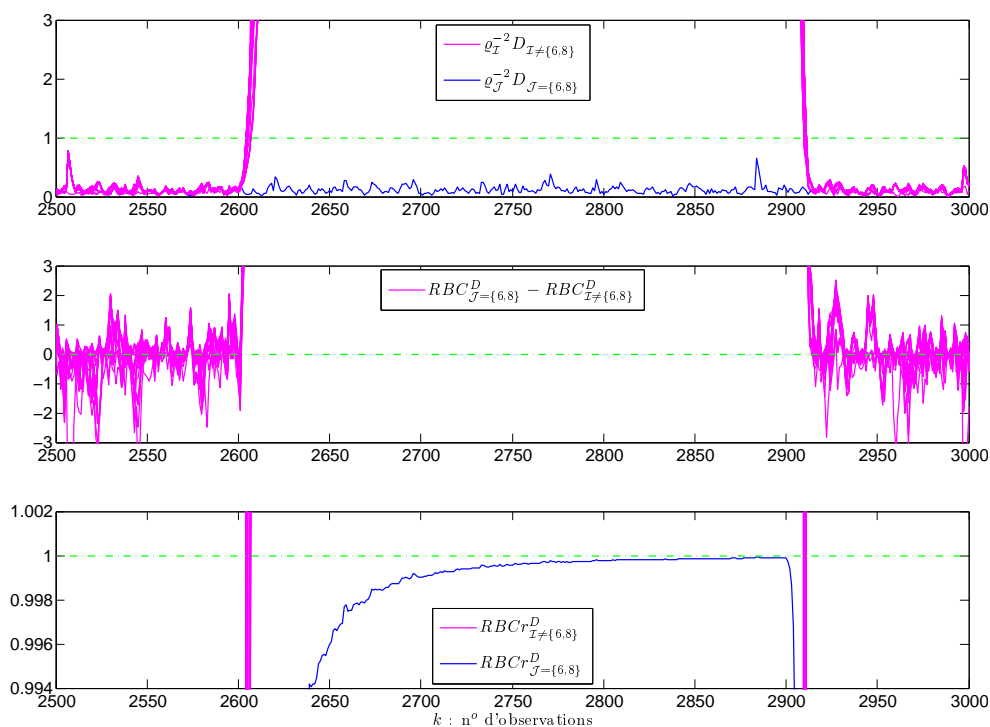 3
2
1
0
ϱ_I^{-2} D_{I≠{6,8}}
ϱ_J^{-2} D_{J={6,8}}
2500 2550 2600 2650 2700 2750 2800 2850 2900 2950 3000
3
2
1
0
−1
−2
−3
RBC^D_{J={6,8}} − RBC^D_{I≠{6,8}}
2500 2550 2600 2650 2700 2750 2800 2850 2900 2950 3000
1.002
1
0.998
0.996
0.994
RBCr^D_{I≠{6,8}}
RBCr^D_{J={6,8}}
2500 2550 2600 2650 2700 2750 2800 2850 2900 2950 3000
k : n^o d'observations